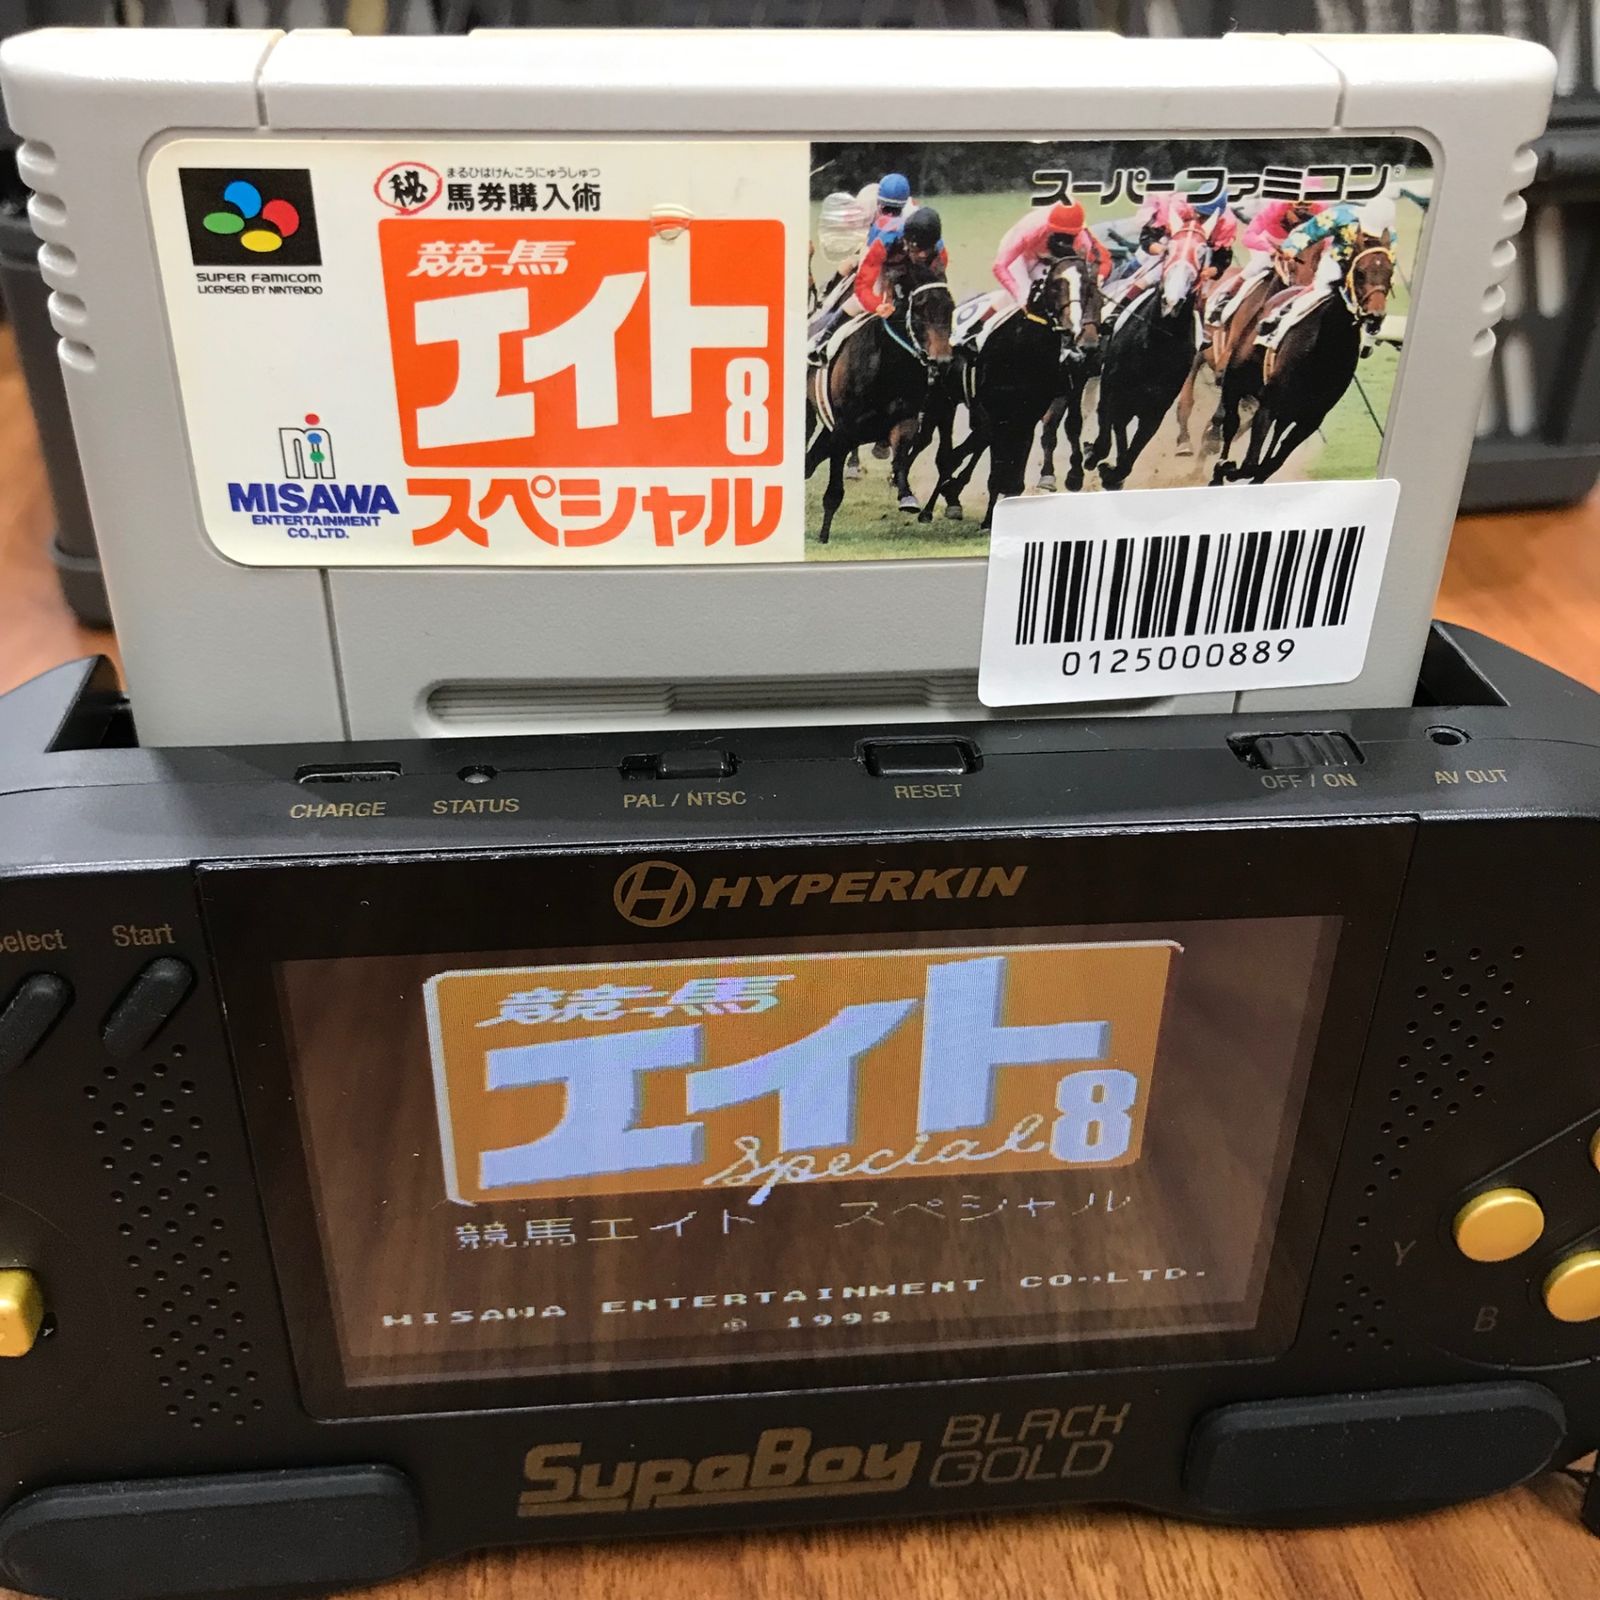 まるひはけんこうにゅうしゅつ
㊙馬券購入術
スーパーファミコン®
SUPER FAMICOM
LICENSED BY NINTENDO
競馬
エイト8
スペシャル
MISAWA
ENTERTAINMENT
CO.,LTD.
0125000889
CHARGE STATUS PAL / NTSC RESET OFF / ON AV OUT
HYPERKIN
Select Start
競馬
エイト8
Special
競馬エイト スペシャル
MISAWA ENTERTAINMENT CO.,LTD.
© 1993
Y
B
SupaBoy BLACK
GOLD